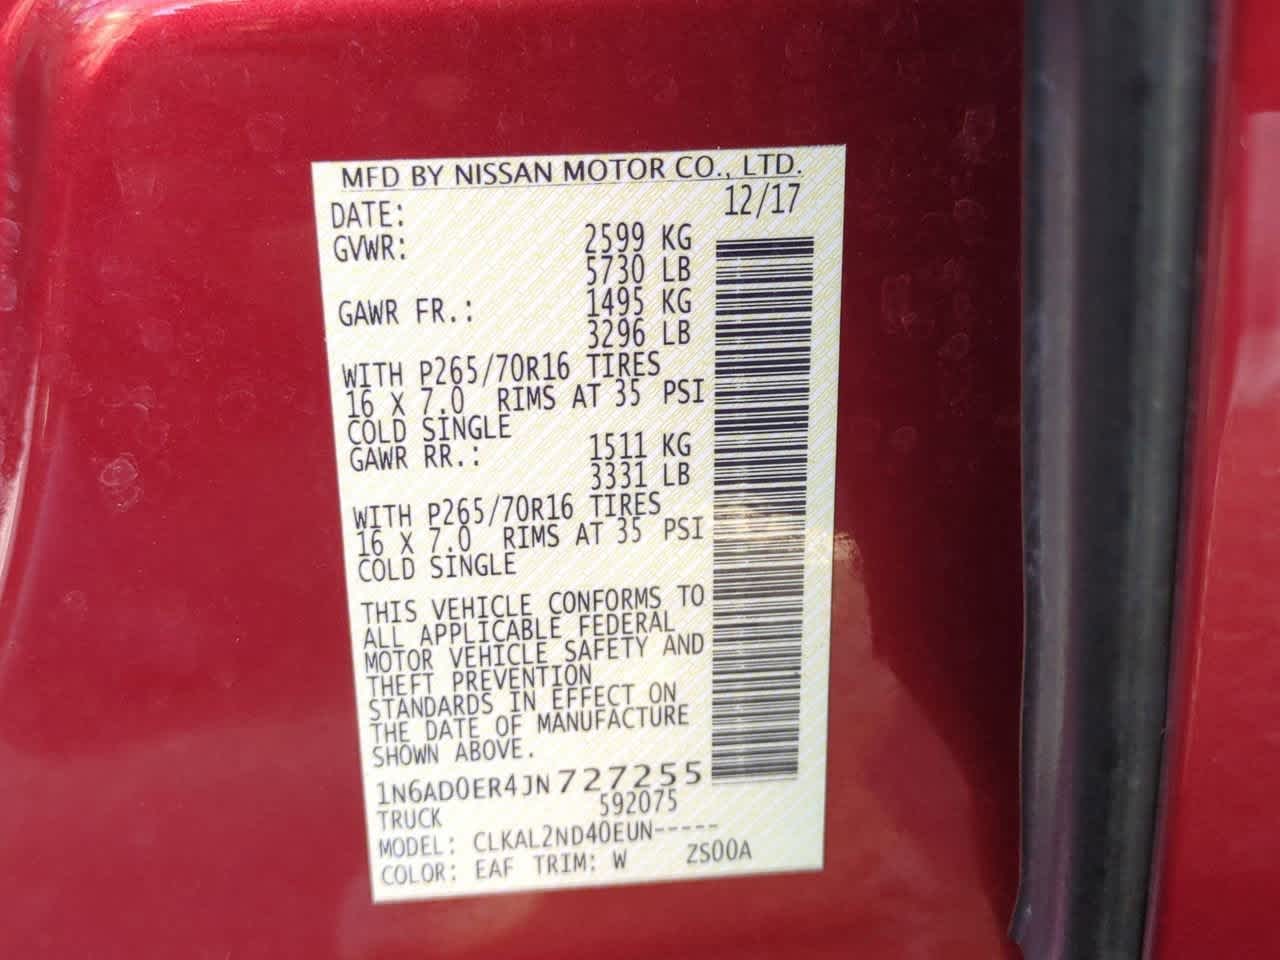 MFD BY NISSAN MOTOR CO., LTD.
DATE: 12/17
GVWR: 2599 KG
5730 LB
GAWR FR.: 1495 KG
3296 LB
WITH P265/70R16 TIRES
16 X 7.0 RIMS AT 35 PSI
COLD SINGLE
GAWR RR.: 1511 KG
3331 LB
WITH P265/70R16 TIRES
16 X 7.0 RIMS AT 35 PSI
COLD SINGLE
THIS VEHICLE CONFORMS TO
ALL APPLICABLE FEDERAL
MOTOR VEHICLE SAFETY AND
THEFT PREVENTION
STANDARDS IN EFFECT ON
THE DATE OF MANUFACTURE
SHOWN ABOVE.
1N6AD0ER4JN727255
TRUCK 592075
MODEL: CLKAL2ND40EUN-----
COLOR: EAF TRIM: W ZS00A